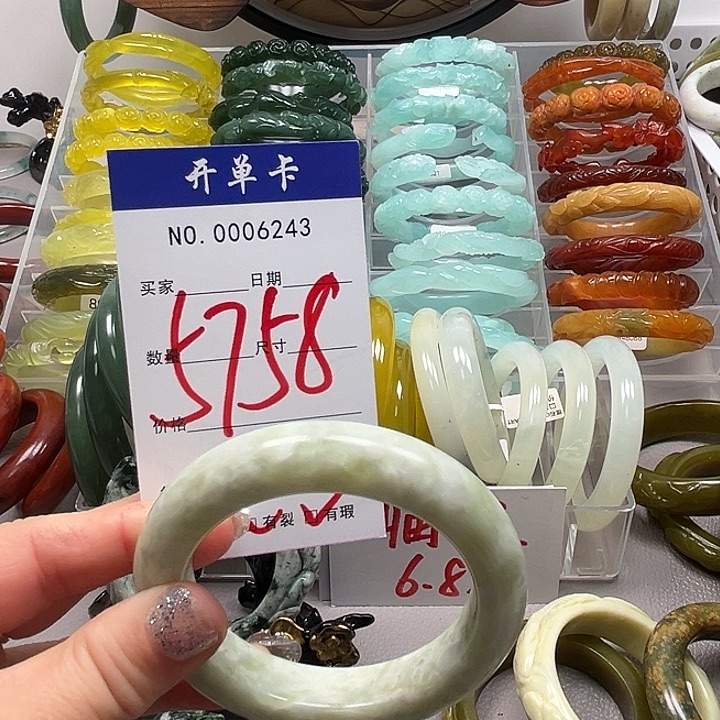 开单卡
NO.0006243
买家 日期
5758
数量 尺寸
价格
有裂 口有瑕
6-8